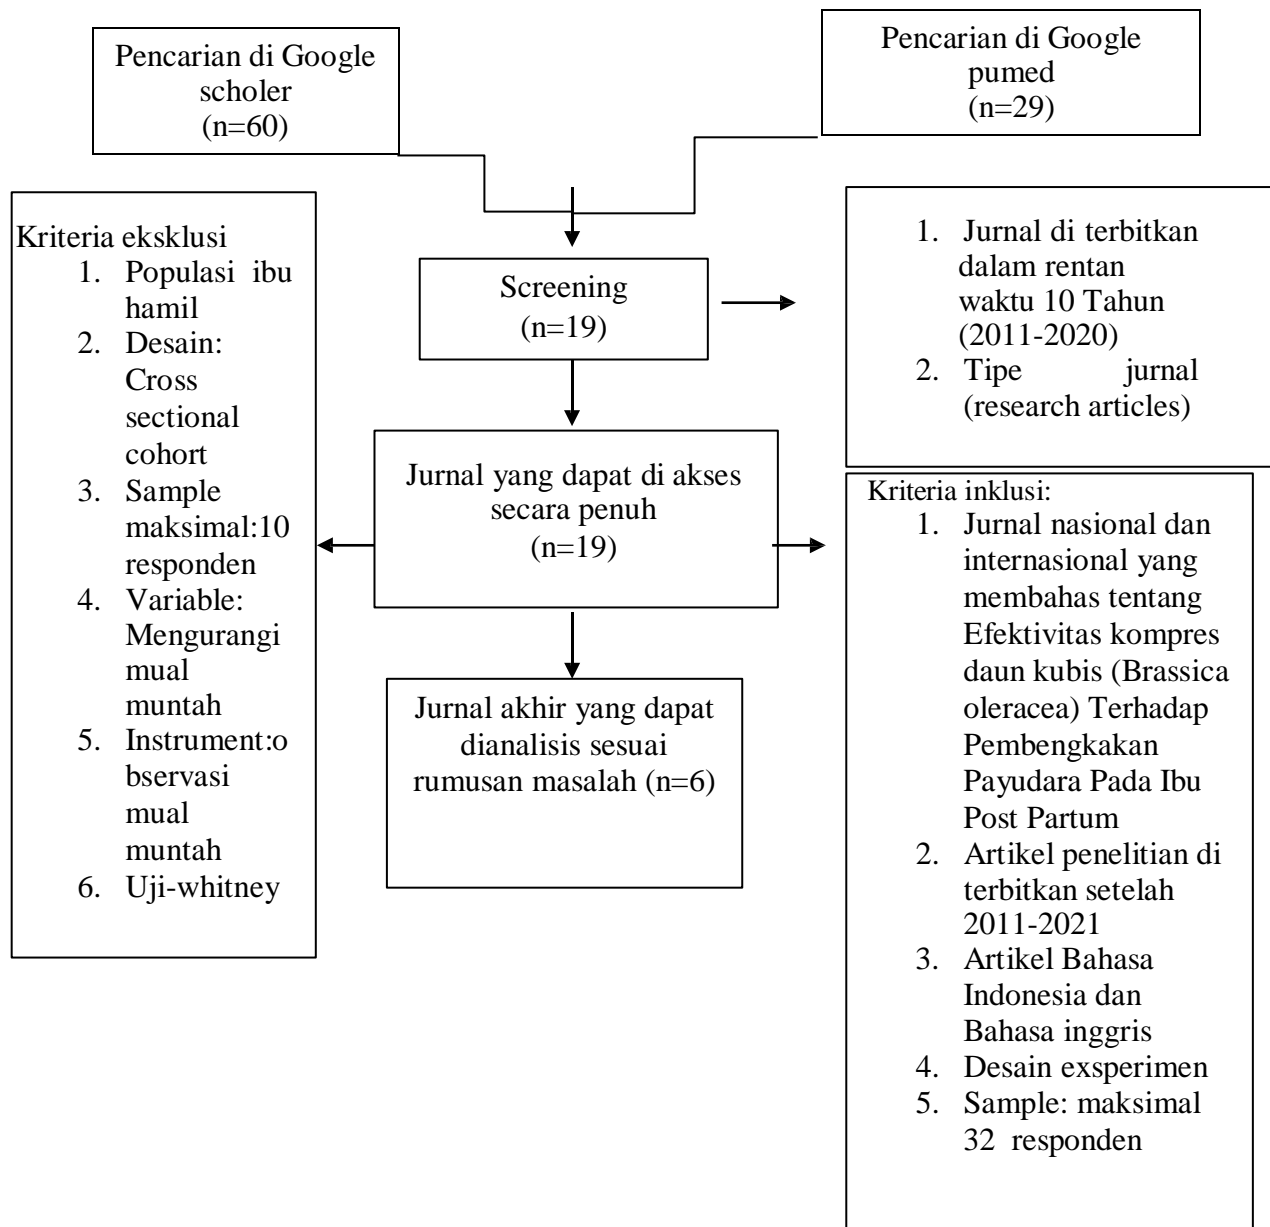 Pencarian di Google
scholer
(n=60)
Pencarian di Google
pumed
(n=29)
Kriteria eksklusi
1. Populasi ibu
hamil
2. Desain:
Cross
sectional
cohort
3. Sample
maksimal:10
responden
4. Variable:
Mengurangi
mual
muntah
5. Instrument:o
bservasi
mual
muntah
6. Uji-whitney
Screening
(n=19)
1. Jurnal di terbitkan
dalam rentan
waktu 10 Tahun
(2011-2020)
2. Tipe jurnal
(research articles)
Jurnal yang dapat di akses
secara penuh
(n=19)
Jurnal akhir yang dapat
dianalisis sesuai
rumusan masalah (n=6)
Kriteria inklusi:
1. Jurnal nasional dan
internasional yang
membahas tentang
Efektivitas kompres
daun kubis (Brassica
oleracea) Terhadap
Pembengkakan
Payudara Pada Ibu
Post Partum
2. Artikel penelitian di
terbitkan setelah
2011-2021
3. Artikel Bahasa
Indonesia dan
Bahasa inggris
4. Desain exsperimen
5. Sample: maksimal
32 responden